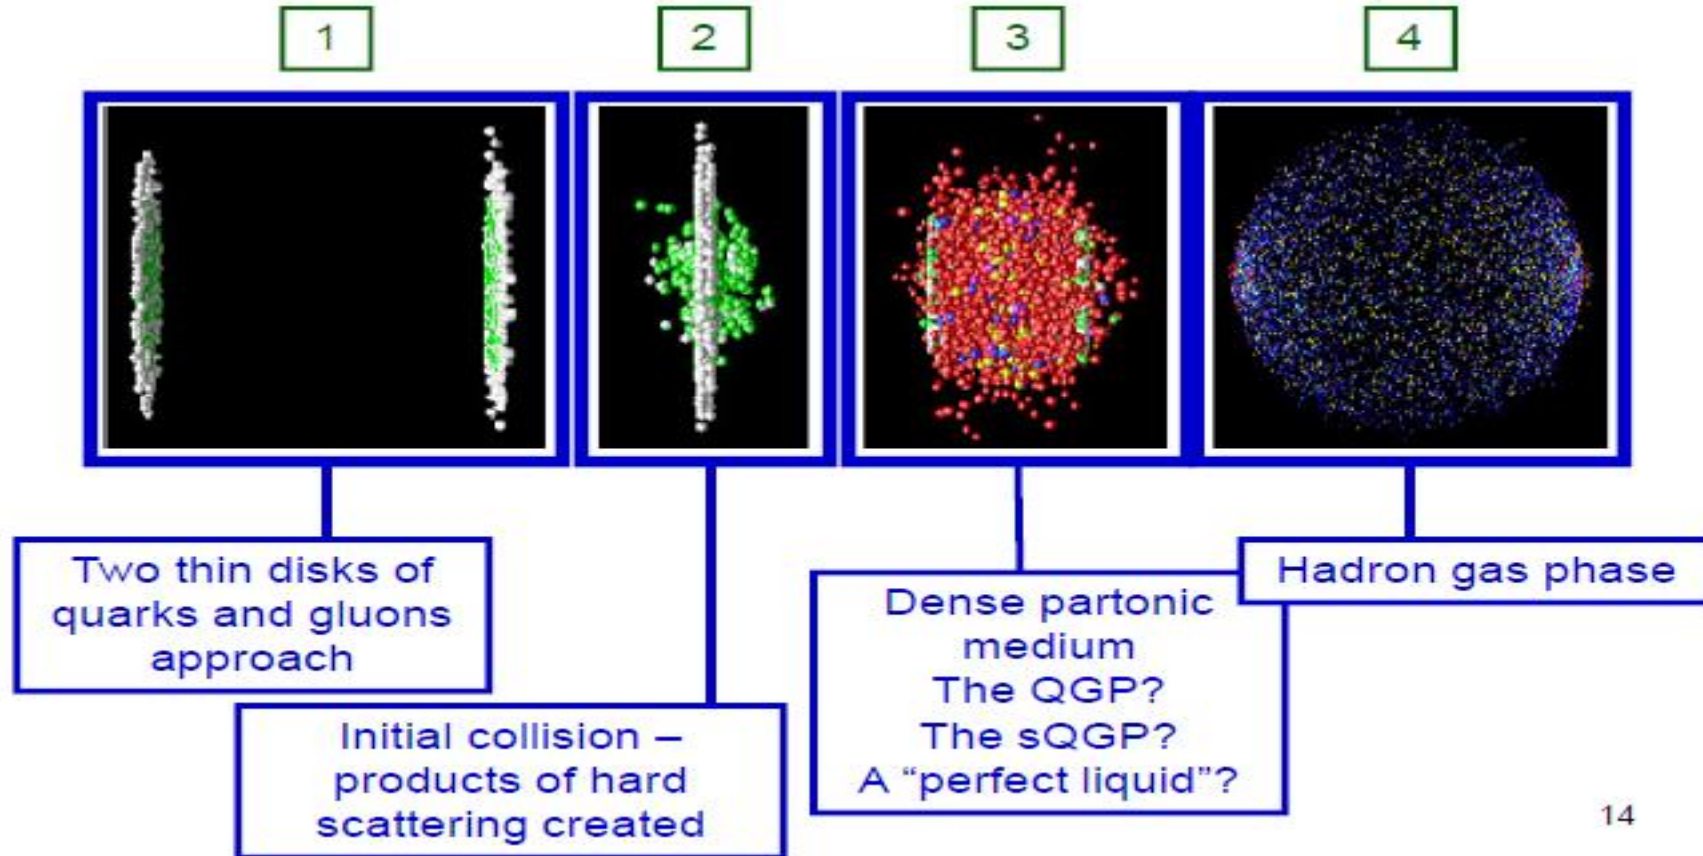 1
2
3
4
Two thin disks of
quarks and gluons
approach
Initial collision –
products of hard
scattering created
Dense partonic
medium
The QGP?
The sQGP?
A “perfect liquid”?
Hadron gas phase
14